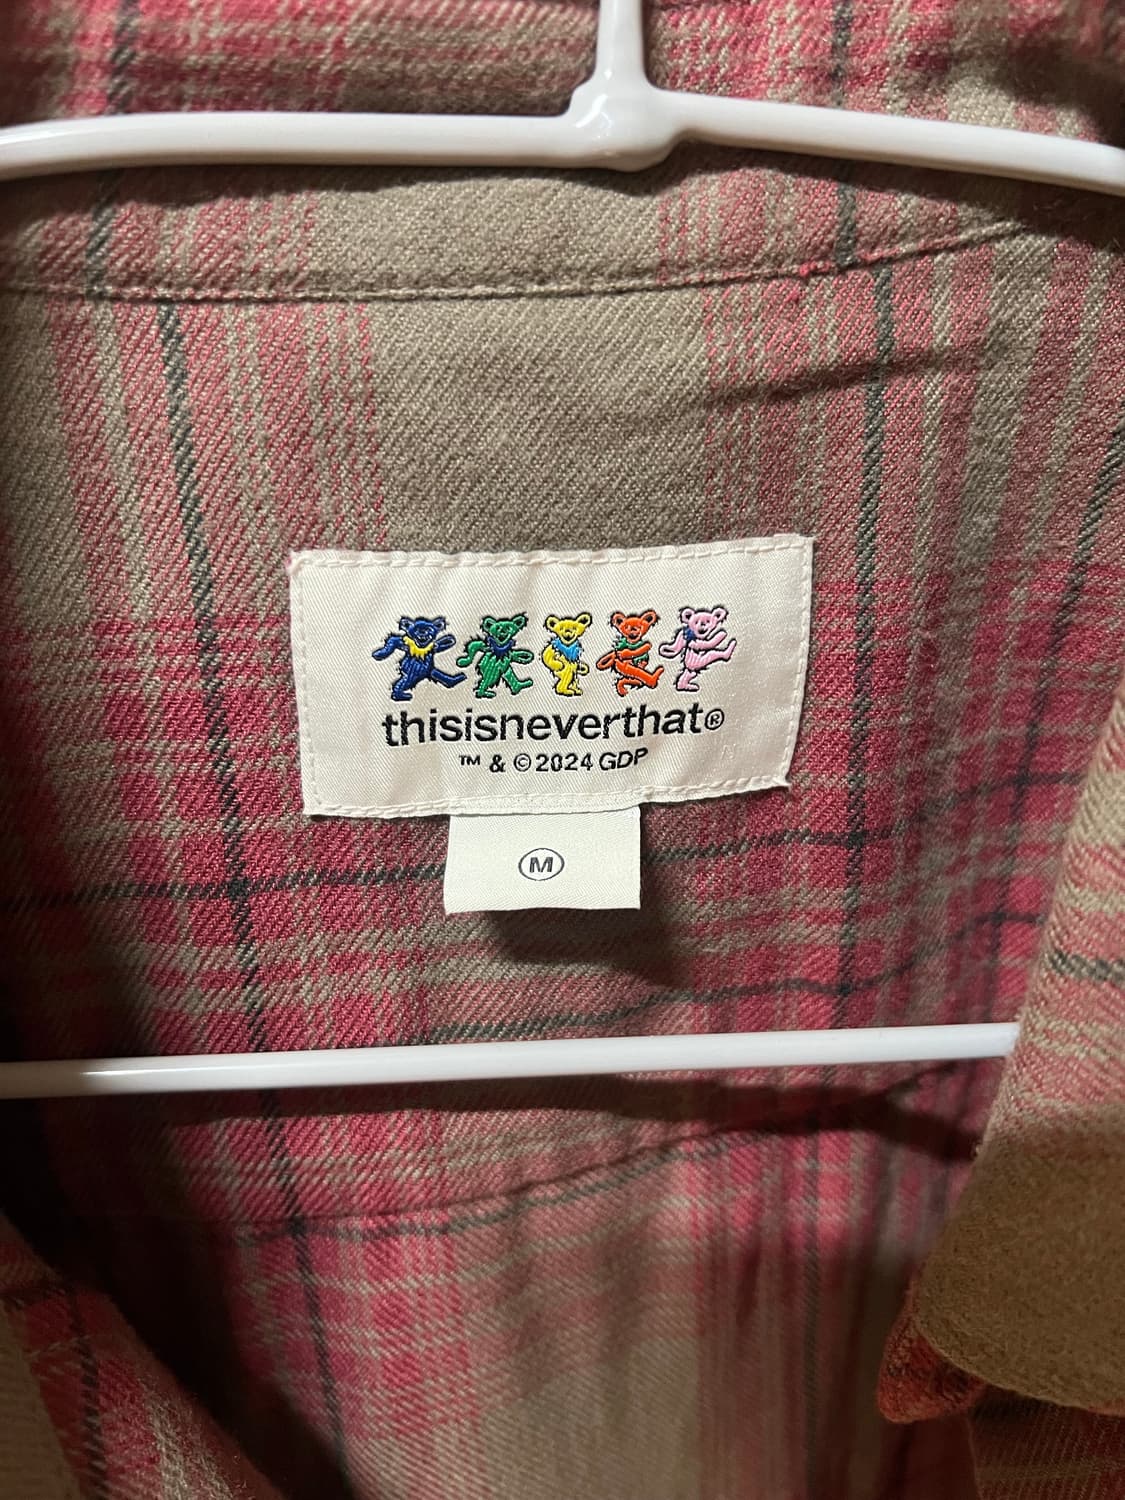 thisisneverthat®
™ & ©2024 GDP
M